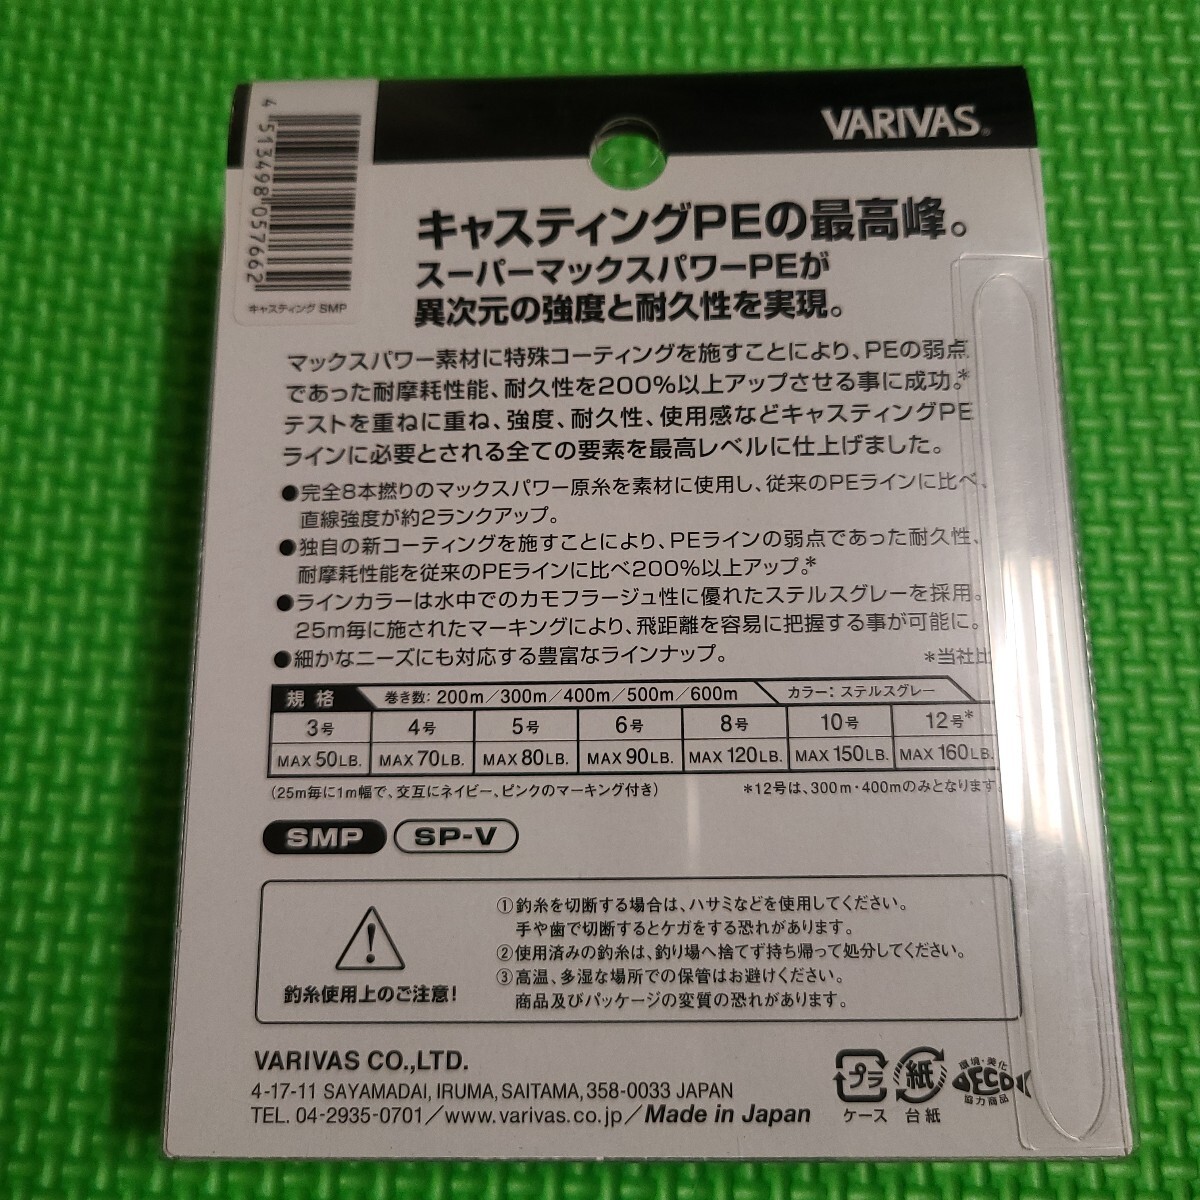 VARIVAS®
4 513498 057662
キャスティング SMP
キャスティングPEの最高峰。
スーパーマックスパワーPEが
異次元の強度と耐久性を実現。
マックスパワー素材に特殊コーティングを施すことにより、PEの弱点
であった耐摩耗性能、耐久性を200%以上アップさせる事に成功。*
テストを重ねに重ね、強度、耐久性、使用感などキャスティングPE
ラインに必要とされる全ての要素を最高レベルに仕上げました。
●完全8本撚りのマックスパワー原糸を素材に使用し、従来のPEラインに比べ、
直線強度が約2ランクアップ。
●独自の新コーティングを施すことにより、PEラインの弱点であった耐久性、
耐摩耗性能を従来のPEラインに比べ200%以上アップ。*
●ラインカラーは水中でのカモフラージュ性に優れたステルスグレーを採用。
25m毎に施されたマーキングにより、飛距離を容易に把握する事が可能に。
●細かなニーズにも対応する豊富なラインナップ。
*当社比
規格 巻き数: 200m／300m／400m／500m／600m カラー: ステルスグレー
3号 4号 5号 6号 8号 10号 12号*
MAX 50LB. MAX 70LB. MAX 80LB. MAX 90LB. MAX 120LB. MAX 150LB. MAX 160LB.
(25m毎に1m幅で、交互にネイビー、ピンクのマーキング付き) *12号は、300m・400mのみとなります。
SMP SP-V
①釣糸を切断する場合は、ハサミなどを使用してください。
手や歯で切断するとケガをする恐れがあります。
②使用済みの釣糸は、釣り場へ捨てず持ち帰って処分してください。
③高温、多湿な場所での保管はお避けください。
商品及びパッケージの変質の恐れがあります。
釣糸使用上のご注意!
VARIVAS CO.,LTD.
4-17-11 SAYAMADAI, IRUMA, SAITAMA, 358-0033 JAPAN
TEL. 04-2935-0701／www.varivas.co.jp／Made in Japan
プラ
ケース
紙
台紙
環境・美化
ECO
協力商品